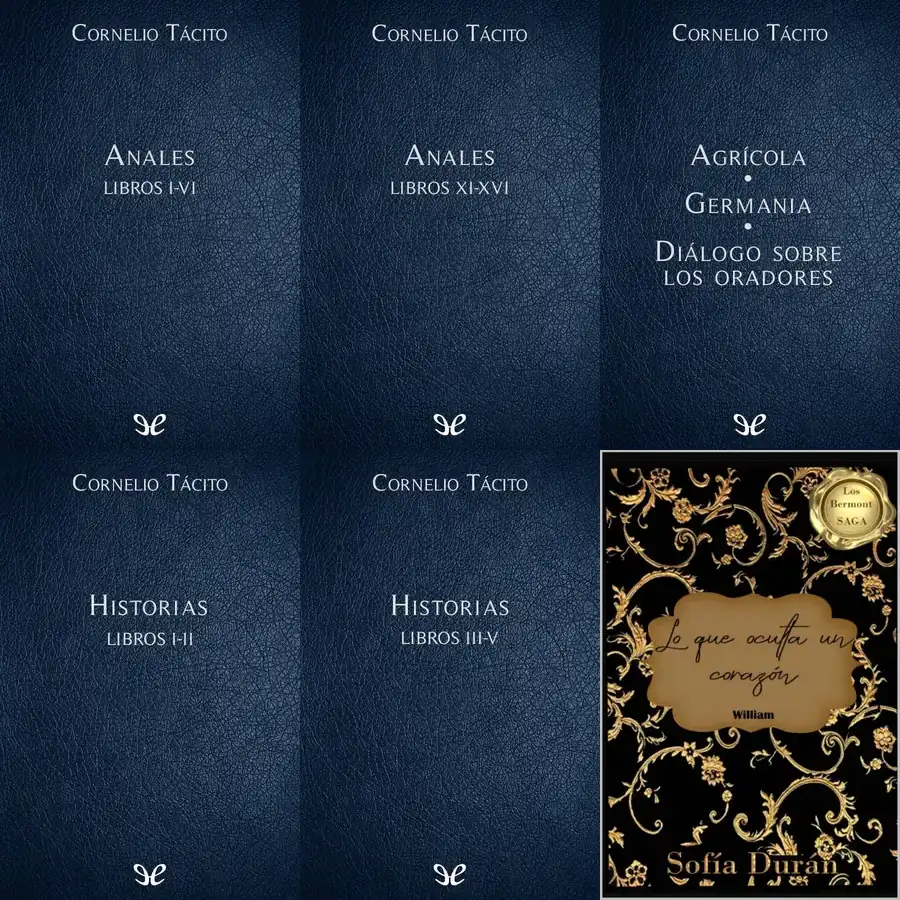 CORNELIO TÁCITO
ANALES
LIBROS I-VI
CORNELIO TÁCITO
ANALES
LIBROS XI-XVI
CORNELIO TÁCITO
AGRÍCOLA
•
GERMANIA
•
DIÁLOGO SOBRE
LOS ORADORES
CORNELIO TÁCITO
HISTORIAS
LIBROS I-II
CORNELIO TÁCITO
HISTORIAS
LIBROS III-V
Los
Bermont
SAGA
Lo que oculta un
corazón
William
Sofía Durán